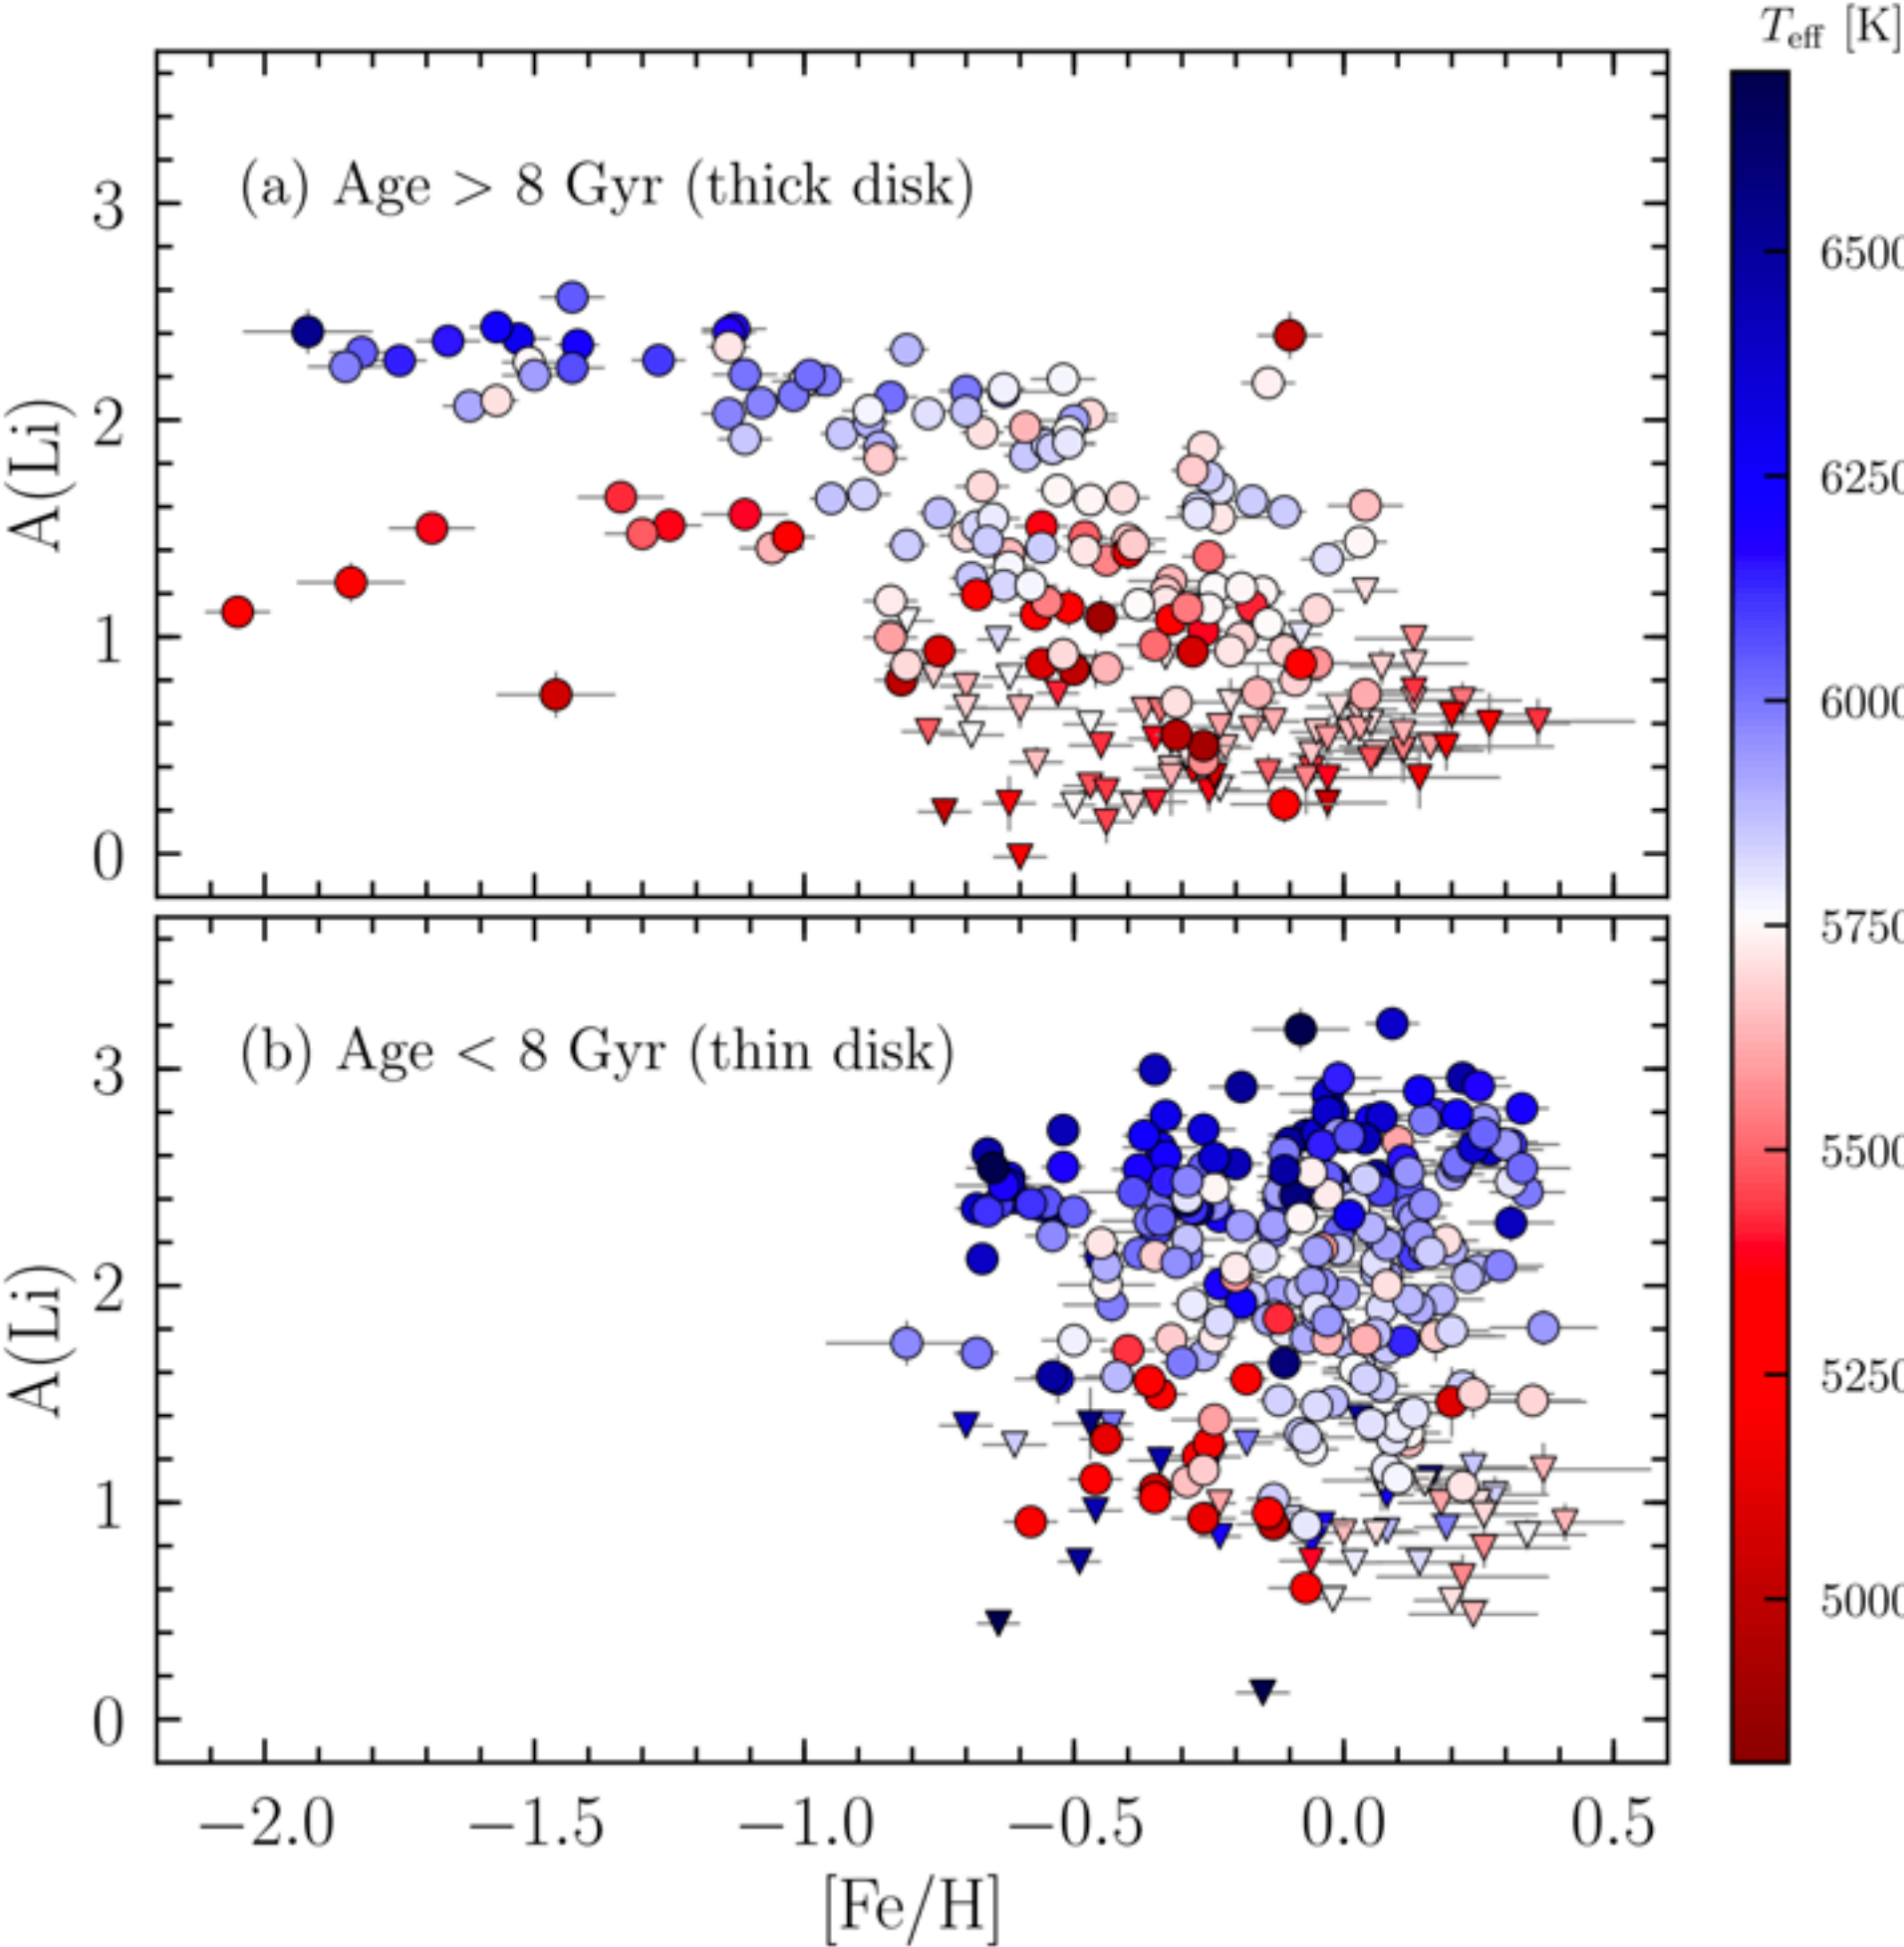 T_eff [K]
(a) Age > 8 Gyr (thick disk)
3
2
1
0
A(Li)
(b) Age < 8 Gyr (thin disk)
3
2
1
0
A(Li)
−2.0 −1.5 −1.0 −0.5 0.0 0.5
[Fe/H]
6500
6250
6000
5750
5500
5250
5000